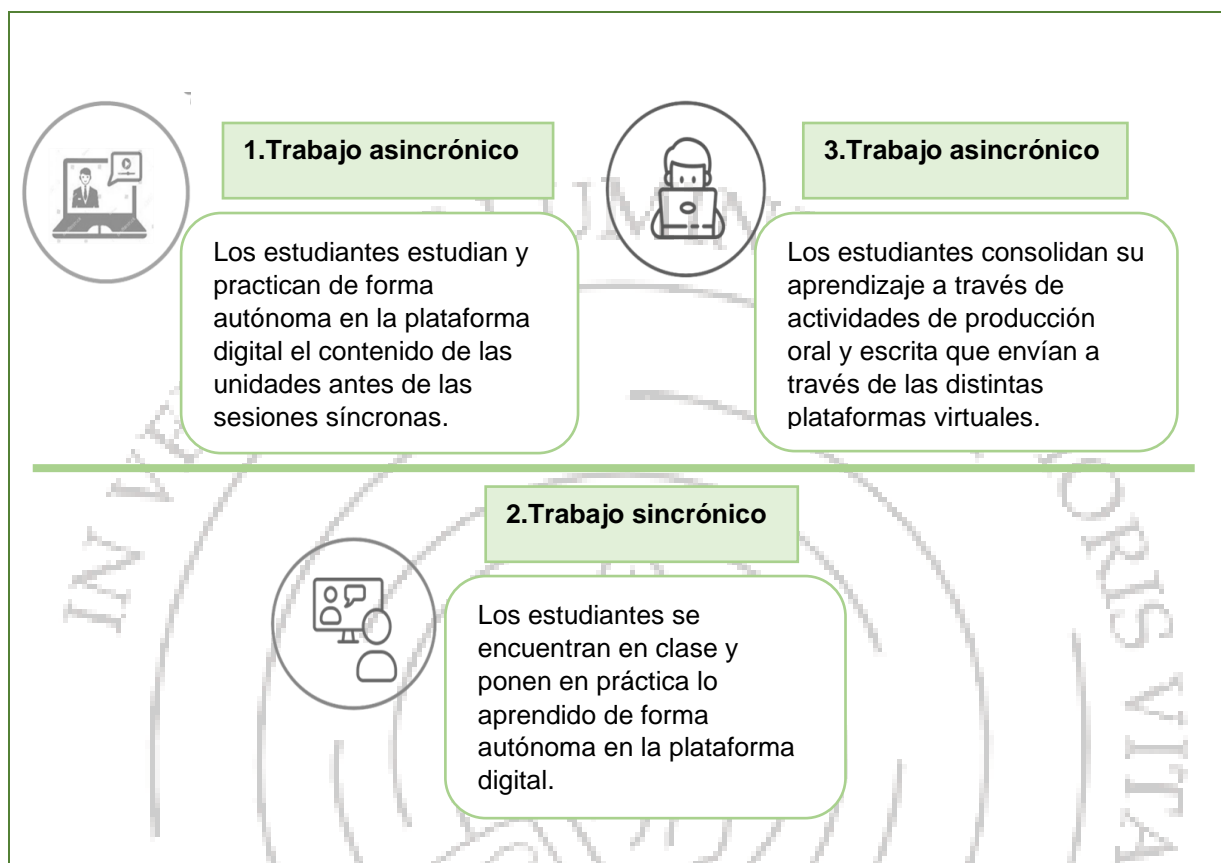 1.Trabajo asincrónico
Los estudiantes estudian y
practican de forma
autónoma en la plataforma
digital el contenido de las
unidades antes de las
sesiones síncronas.
3.Trabajo asincrónico
Los estudiantes consolidan su
aprendizaje a través de
actividades de producción
oral y escrita que envían a
través de las distintas
plataformas virtuales.
2.Trabajo sincrónico
Los estudiantes se
encuentran en clase y
ponen en práctica lo
aprendido de forma
autónoma en la plataforma
digital.
IN
VITA